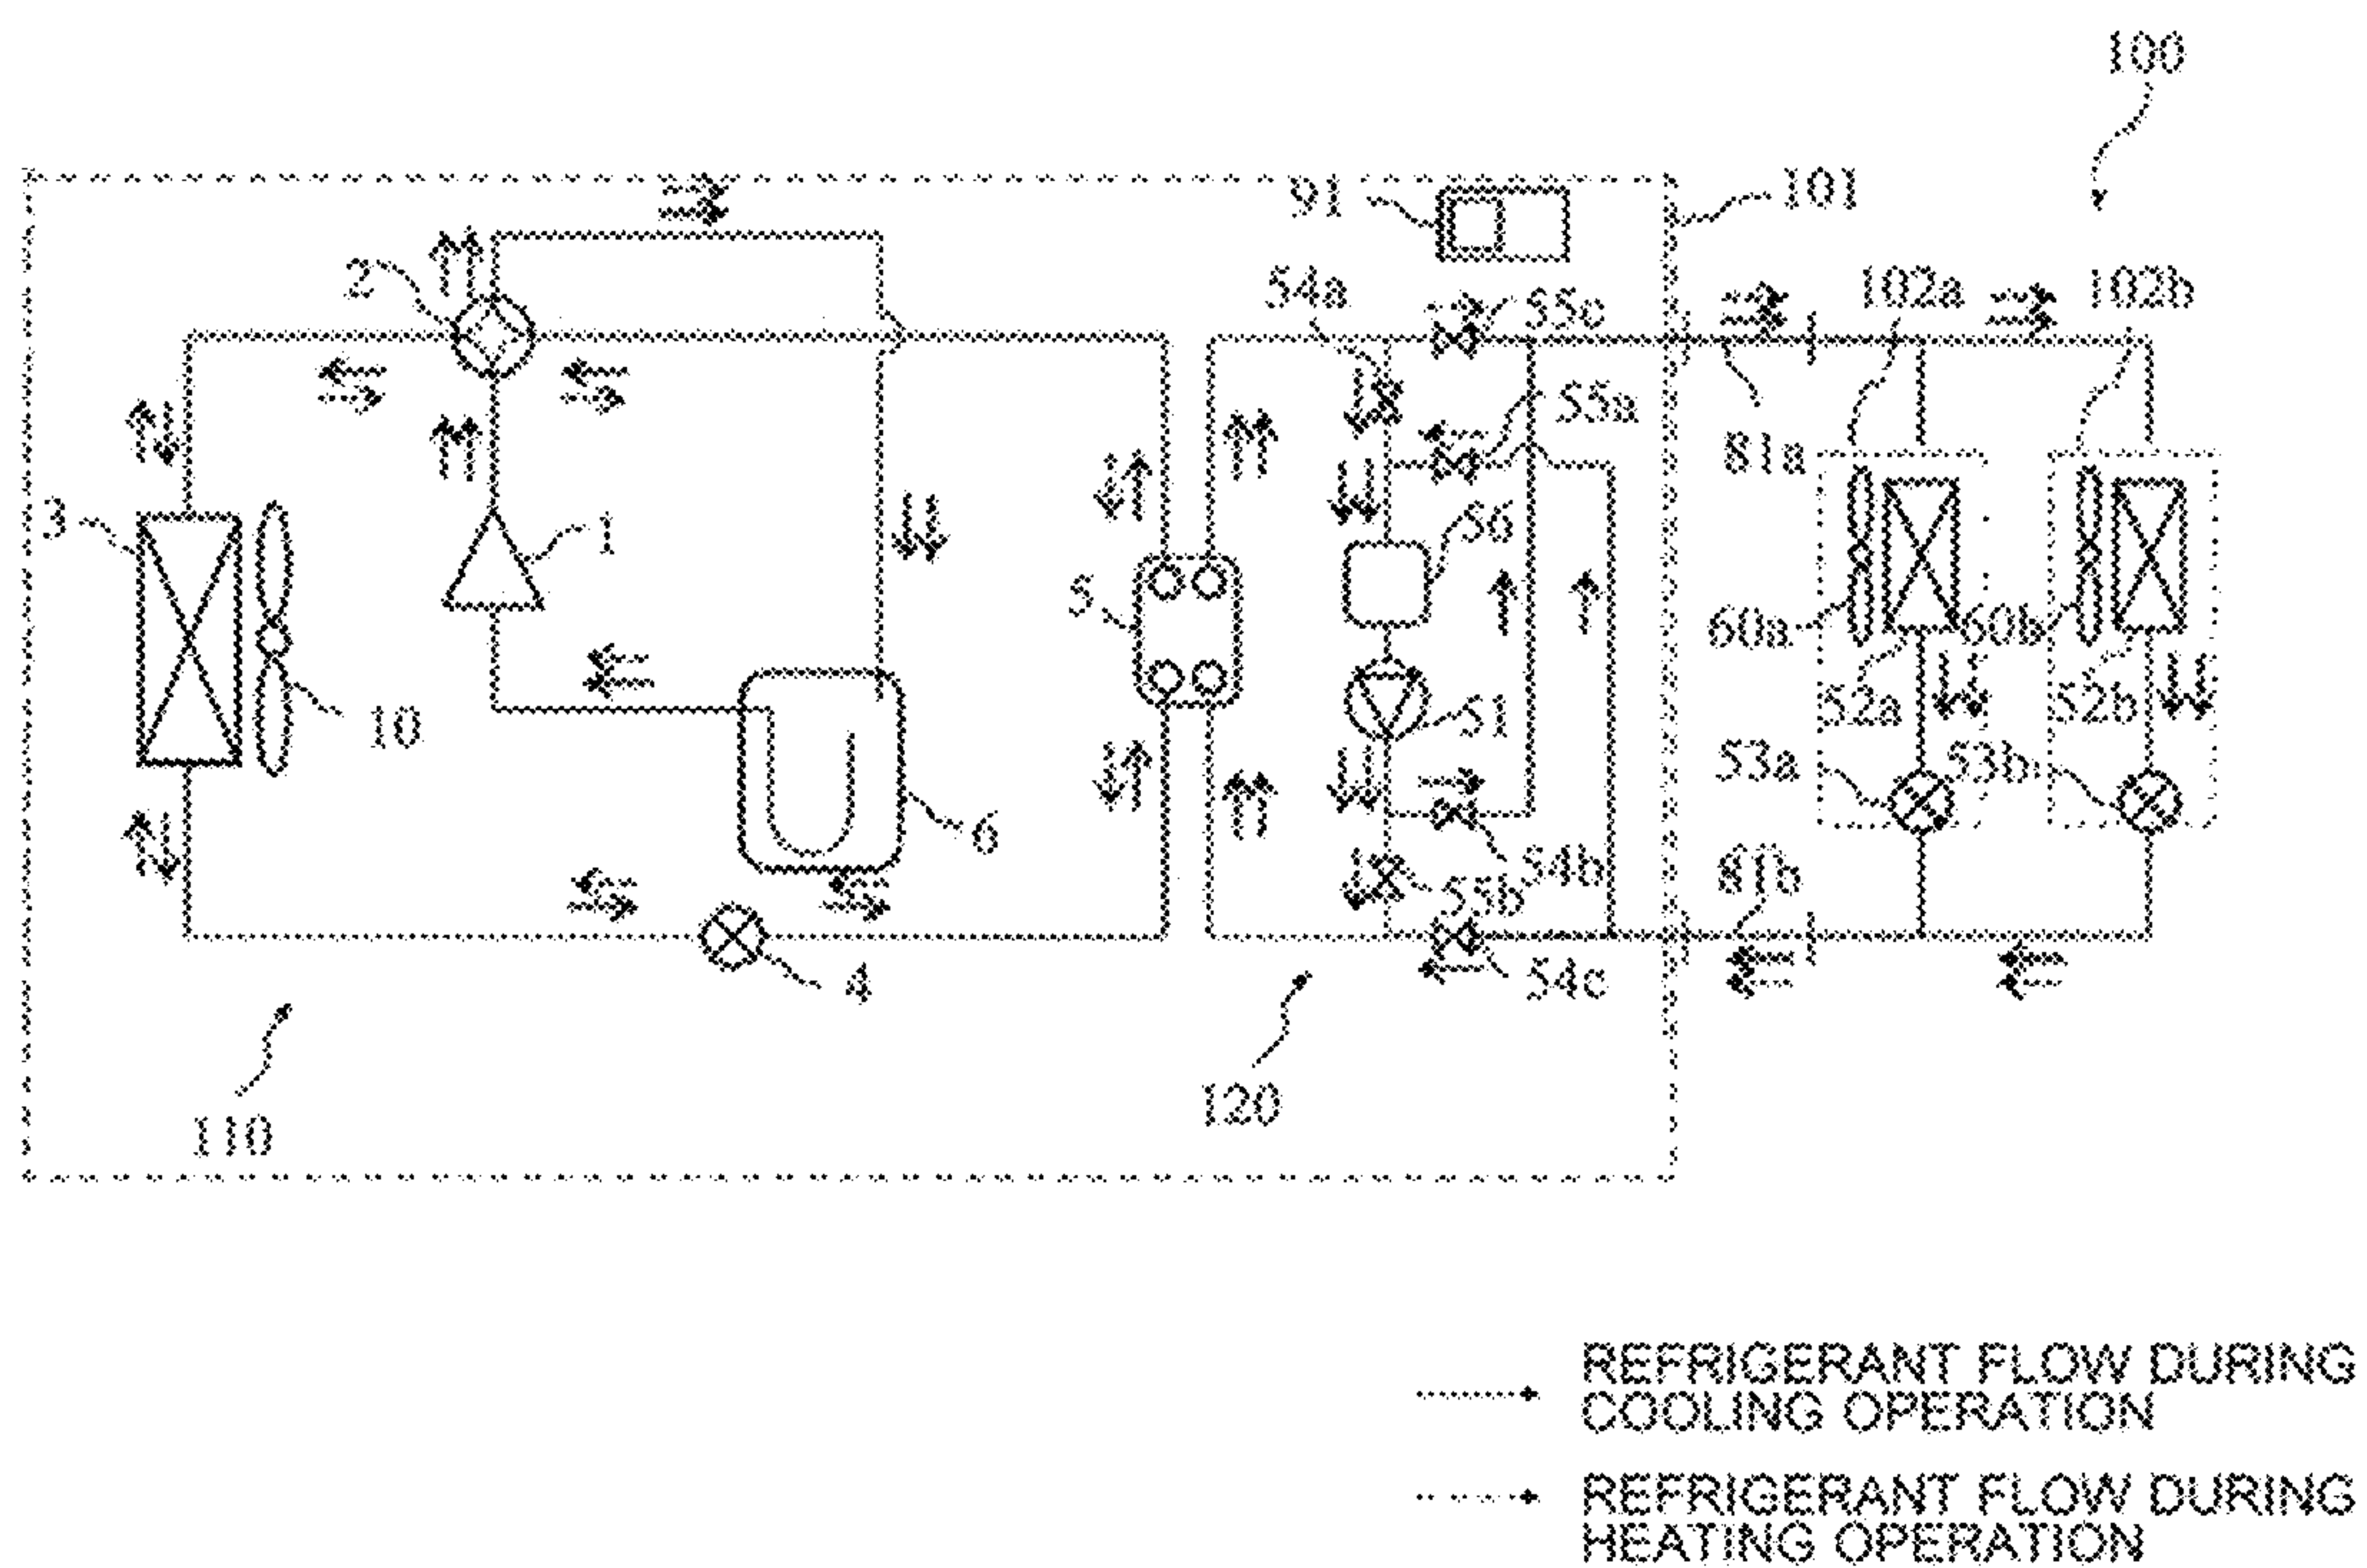 100
91
101
2
54a
55c
102a
102b
55a
81a
3
1
56
5
60a
60b
10
51
52a
52b
53a
53b
6
54b
81b
55b
4
54c
110
120
REFRIGERANT FLOW DURING
COOLING OPERATION
REFRIGERANT FLOW DURING
HEATING OPERATION